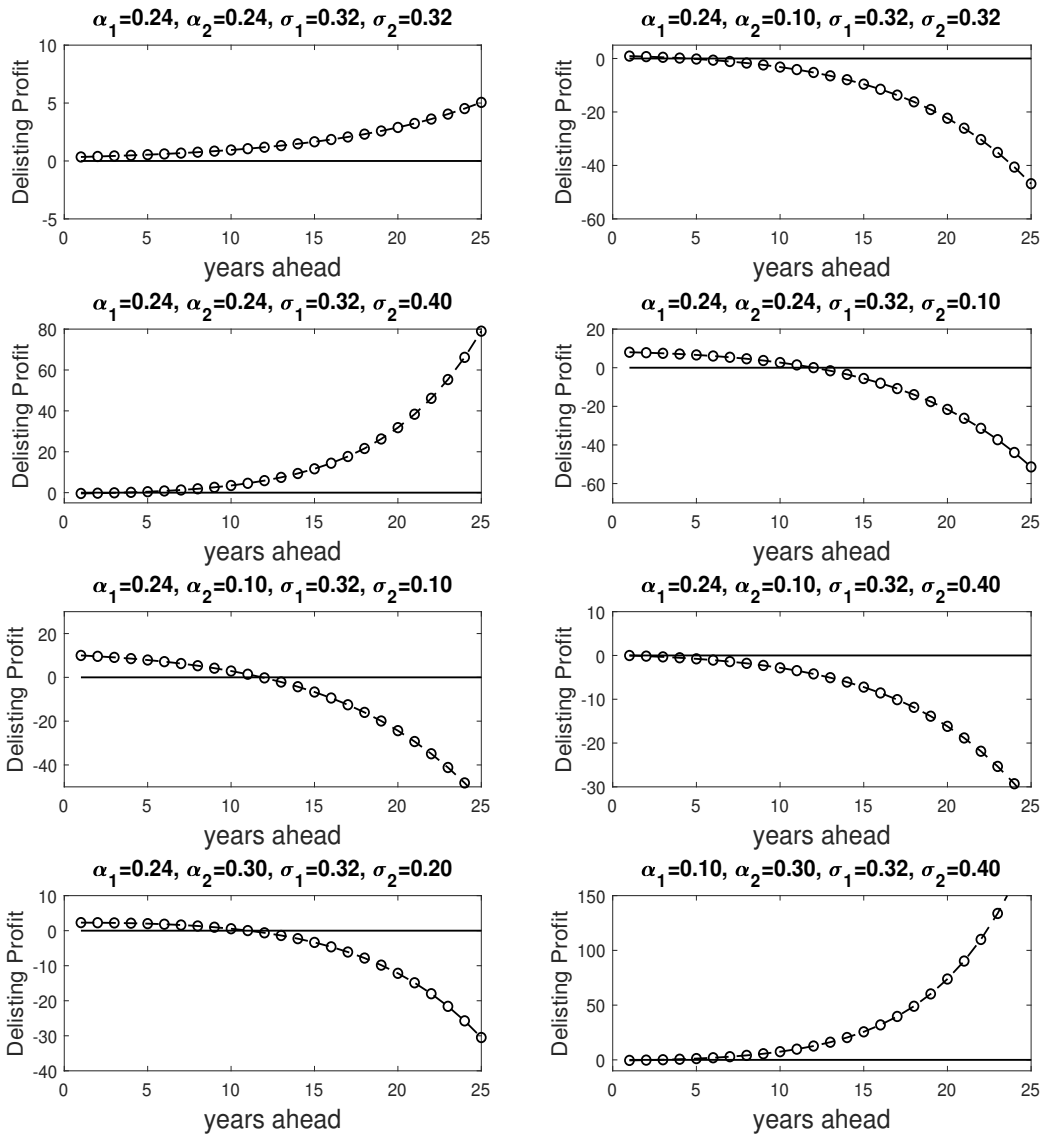 α1=0.24, α2=0.24, σ1=0.32, σ2=0.32
Delisting Profit
10
5
0
-5
0 5 10 15 20 25
years ahead
α1=0.24, α2=0.10, σ1=0.32, σ2=0.32
Delisting Profit
0
-20
-40
-60
0 5 10 15 20 25
years ahead
α1=0.24, α2=0.24, σ1=0.32, σ2=0.40
Delisting Profit
80
60
40
20
0
0 5 10 15 20 25
years ahead
α1=0.24, α2=0.24, σ1=0.32, σ2=0.10
Delisting Profit
20
0
-20
-40
-60
0 5 10 15 20 25
years ahead
α1=0.24, α2=0.10, σ1=0.32, σ2=0.10
Delisting Profit
20
0
-20
-40
0 5 10 15 20 25
years ahead
α1=0.24, α2=0.10, σ1=0.32, σ2=0.40
Delisting Profit
10
0
-10
-20
-30
0 5 10 15 20 25
years ahead
α1=0.24, α2=0.30, σ1=0.32, σ2=0.20
Delisting Profit
10
0
-10
-20
-30
-40
0 5 10 15 20 25
years ahead
α1=0.10, α2=0.30, σ1=0.32, σ2=0.40
Delisting Profit
150
100
50
0
0 5 10 15 20 25
years ahead